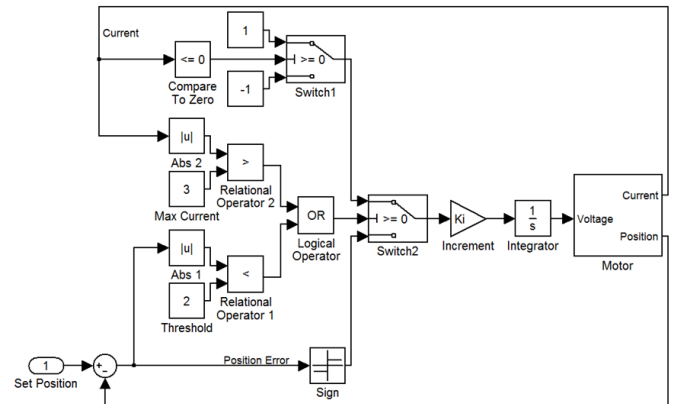 Current
1
<= 0
>= 0
Compare
To Zero
-1
Switch1
|u|
Abs 2
>
3
Relational
Operator 2
Max Current
OR
Logical
Operator
>= 0
Switch2
Ki
Increment
1
s
Integrator
Current
Voltage
Position
Motor
|u|
Abs 1
<
2
Relational
Operator 1
Threshold
1
Set Position
+
-
Position Error
Sign